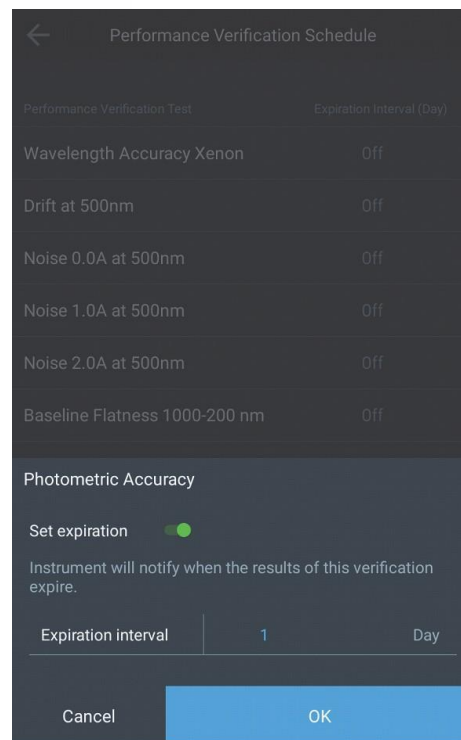 Performance Verification Schedule
Performance Verification Test Expiration Interval (Day)
Wavelength Accuracy Xenon Off
Drift at 500nm Off
Noise 0.0A at 500nm Off
Noise 1.0A at 500nm Off
Noise 2.0A at 500nm Off
Baseline Flatness 1000-200 nm Off
Photometric Accuracy
Set expiration
Instrument will notify when the results of this verification
expire.
Expiration interval 1 Day
Cancel OK